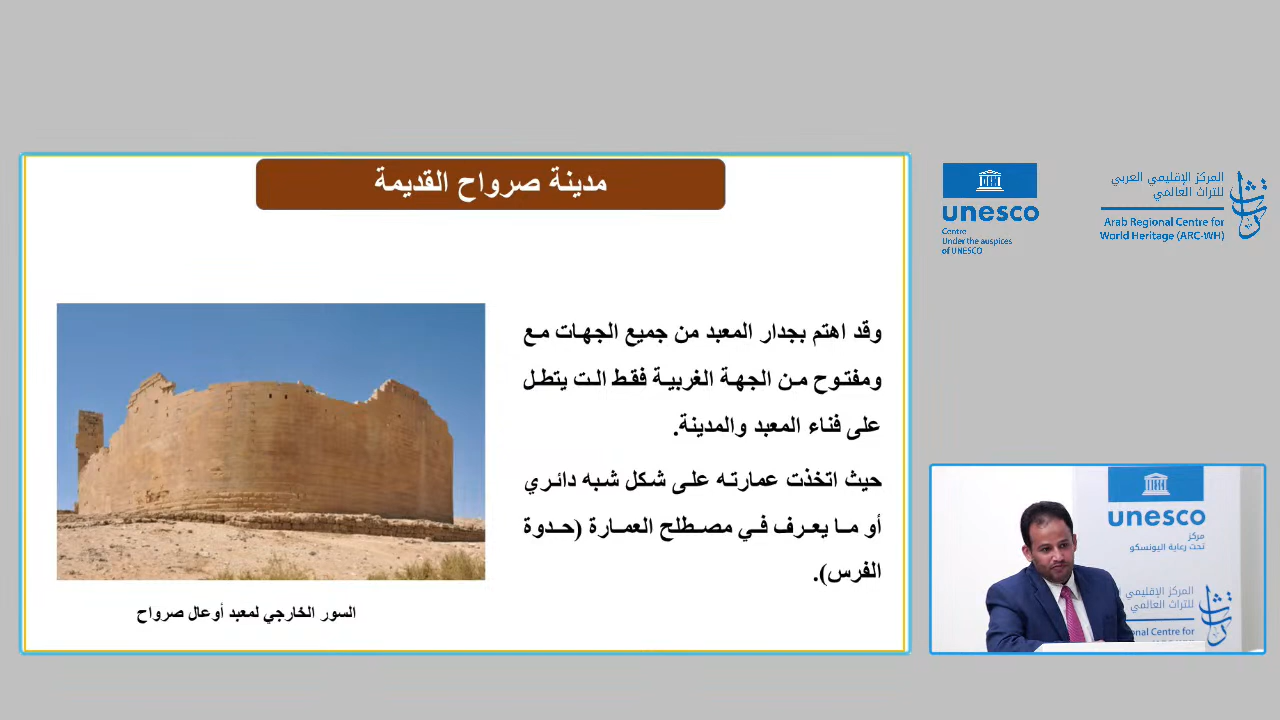 مدينة صرواح القديمة
وقد اهتم بجدار المعبد من جميع الجهات مع
ومفتوح من الجهة الغربية فقط الت يتطل
على فناء المعبد والمدينة.
حيث اتخذت عمارته على شكل شبه دائري
أو ما يعرف في مصطلح العمارة (حدوة
الفرس).
السور الخارجي لمعبد أوعال صرواح
unesco
Centre
Under the auspices
of UNESCO
المركز الإقليمي العربي
للتراث العالمي
Arab Regional Centre for
World Heritage (ARC-WH)
unesco
مركز
تحت رعاية اليونسكو
المركز الإقليمي
للتراث العالمي
onal Centre for